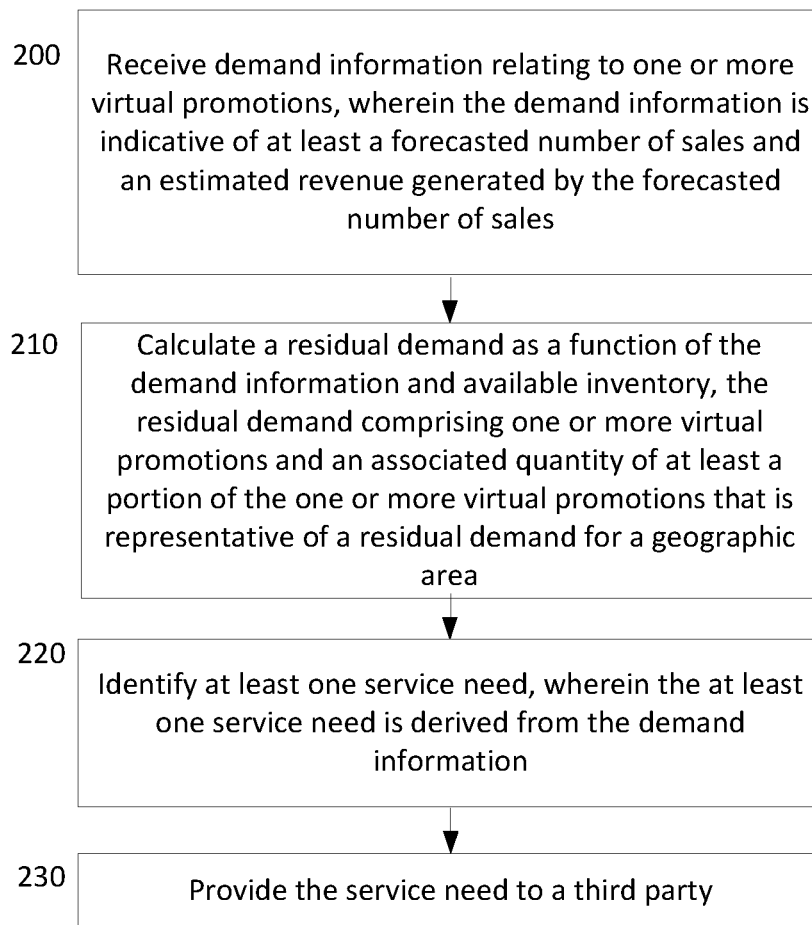 200
Receive demand information relating to one or more
virtual promotions, wherein the demand information is
indicative of at least a forecasted number of sales and
an estimated revenue generated by the forecasted
number of sales
210
Calculate a residual demand as a function of the
demand information and available inventory, the
residual demand comprising one or more virtual
promotions and an associated quantity of at least a
portion of the one or more virtual promotions that is
representative of a residual demand for a geographic
area
220
Identify at least one service need, wherein the at least
one service need is derived from the demand
information
230
Provide the service need to a third party